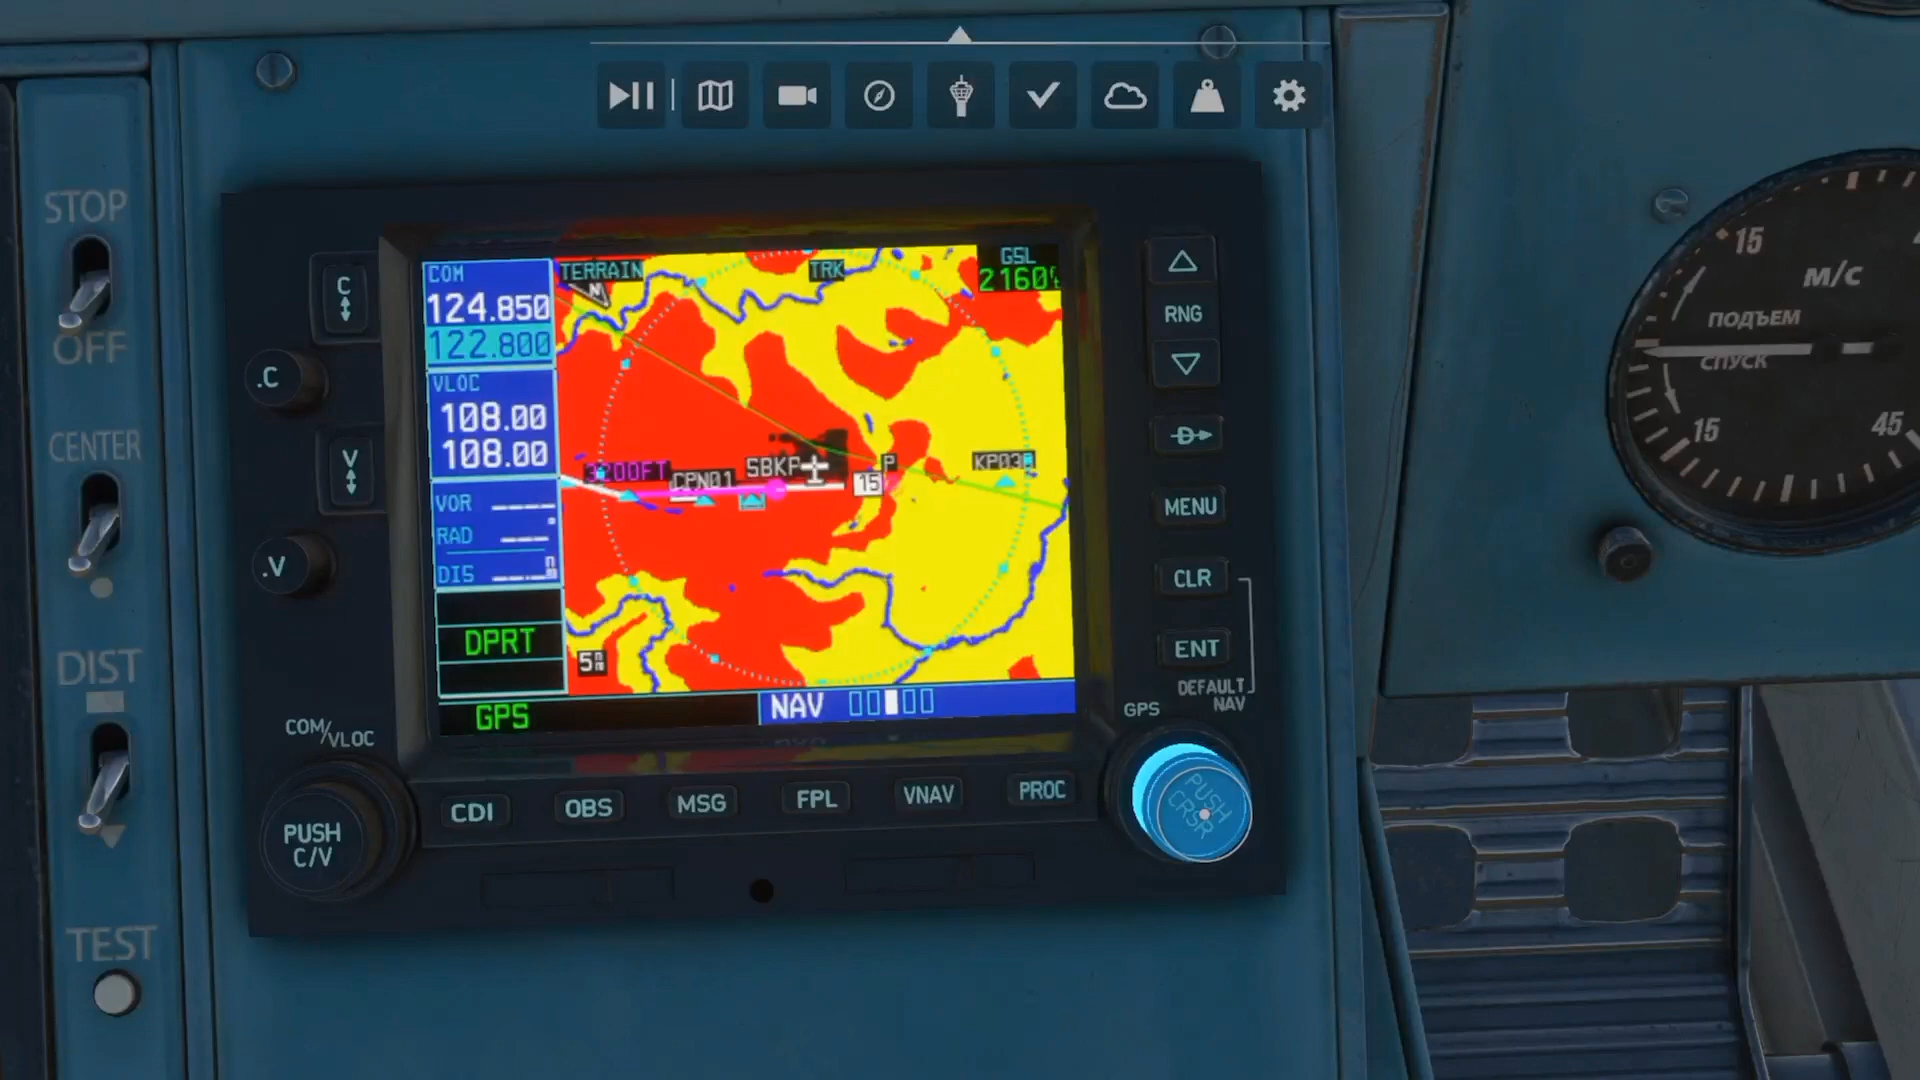 STOP
OFF
CENTER
DIST
TEST
C
.C
V
.V
COM/VLOC
PUSH
C/V
COM
124.850
122.800
VLOC
108.00
108.00
VOR
RAD
DIS
DPRT
GPS
TERRAIN
N
TRK
GSL
2160
3200FT
CPN01
SBKP
P
15
5
NAV
CDI
OBS
MSG
FPL
VNAV
PROC
RNG
D
MENU
CLR
ENT
DEFAULT
NAV
GPS
PUSH
CRSR
15
М/С
ПОДЪЕМ
СПУСК
15
45